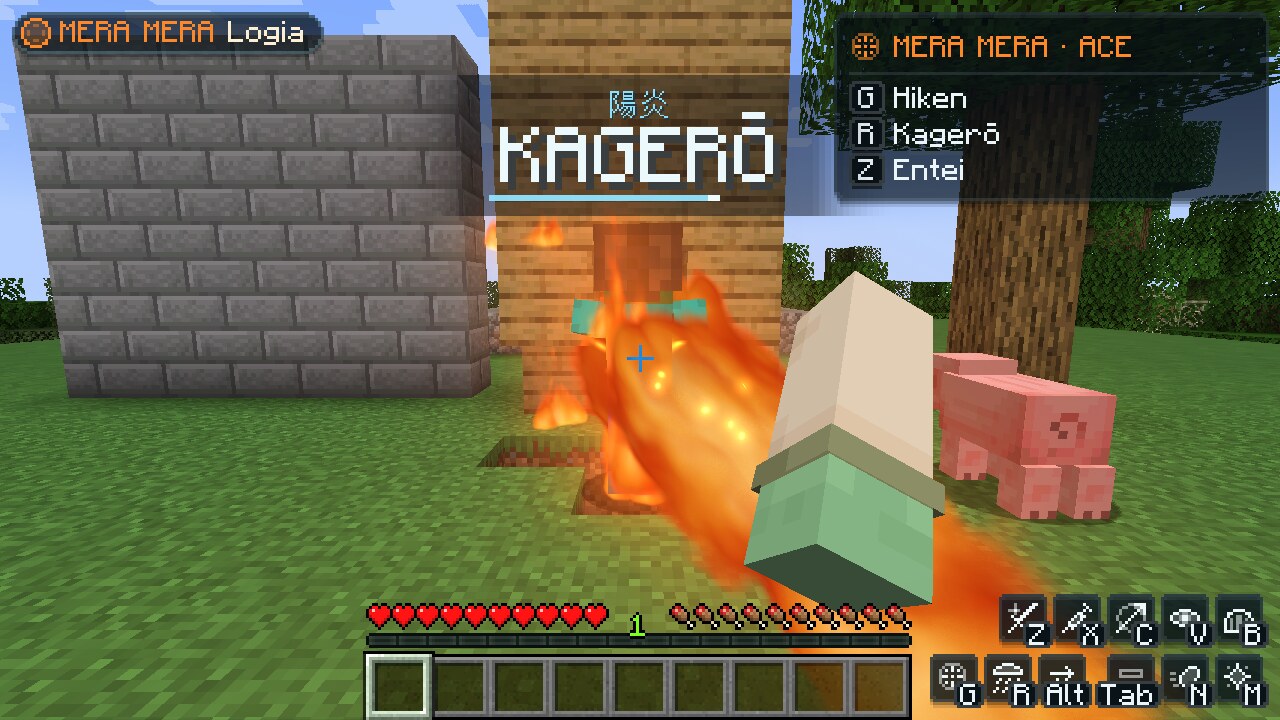 MERA MERA Logia
MERA MERA · ACE
G Hiken
R Kagerō
Z Entei
陽炎
KAGERŌ
1
Z X C V B
G R Alt Tab N M